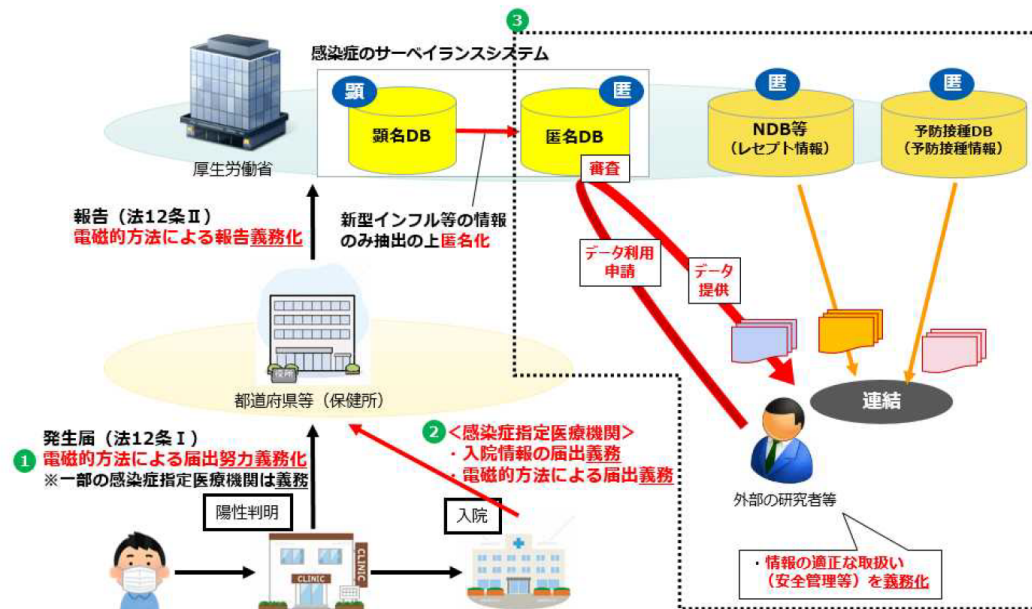 3
感染症のサーベイランスシステム
顕
匿
匿
匿
顕名DB
匿名DB
NDB等
（レセプト情報）
予防接種DB
（予防接種情報）
厚生労働省
審査
報告（法12条Ⅱ）
電磁的方法による報告義務化
新型インフル等の情報
のみ抽出の上匿名化
データ利用
申請
データ
提供
役所
都道府県等（保健所）
連結
1
発生届（法12条Ⅰ）
電磁的方法による届出努力義務化
※一部の感染症指定医療機関は義務
2
＜感染症指定医療機関＞
・入院情報の届出義務
・電磁的方法による届出義務
陽性判明
入院
外部の研究者等
CLINIC
CLINIC
・情報の適正な取扱い
（安全管理等）を義務化